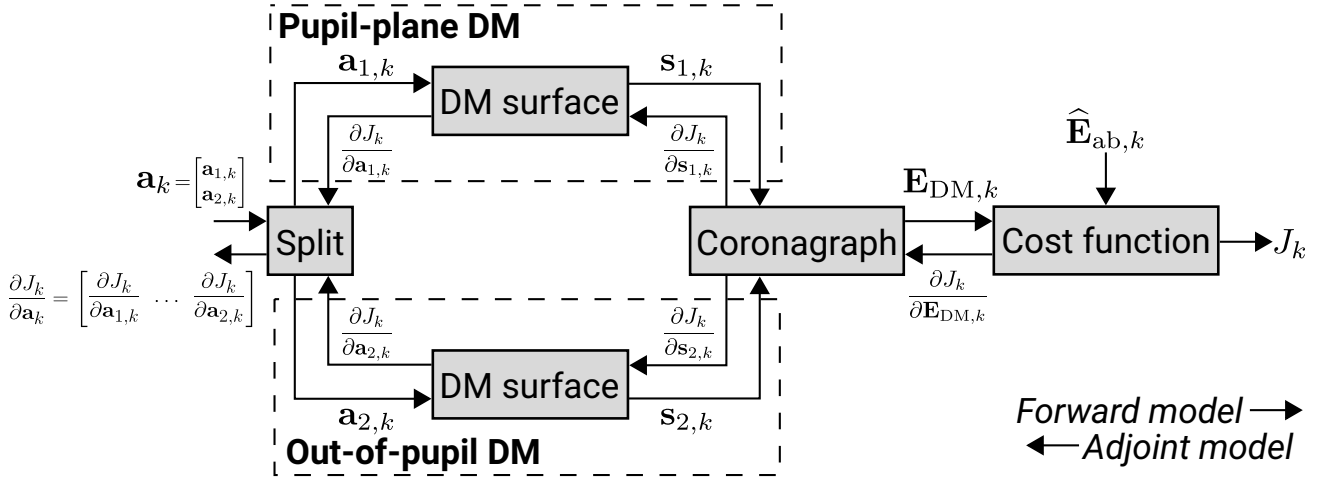 Pupil-plane DM
a_{1,k}
DM surface
s_{1,k}
∂J_k/∂a_{1,k}
∂J_k/∂s_{1,k}
Ê_{ab,k}
a_k = [a_{1,k} a_{2,k}]
E_{DM,k}
Split
Coronagraph
Cost function
J_k
∂J_k/∂a_k = [∂J_k/∂a_{1,k} … ∂J_k/∂a_{2,k}]
∂J_k/∂E_{DM,k}
∂J_k/∂a_{2,k}
∂J_k/∂s_{2,k}
DM surface
a_{2,k}
s_{2,k}
Out-of-pupil DM
Forward model
Adjoint model